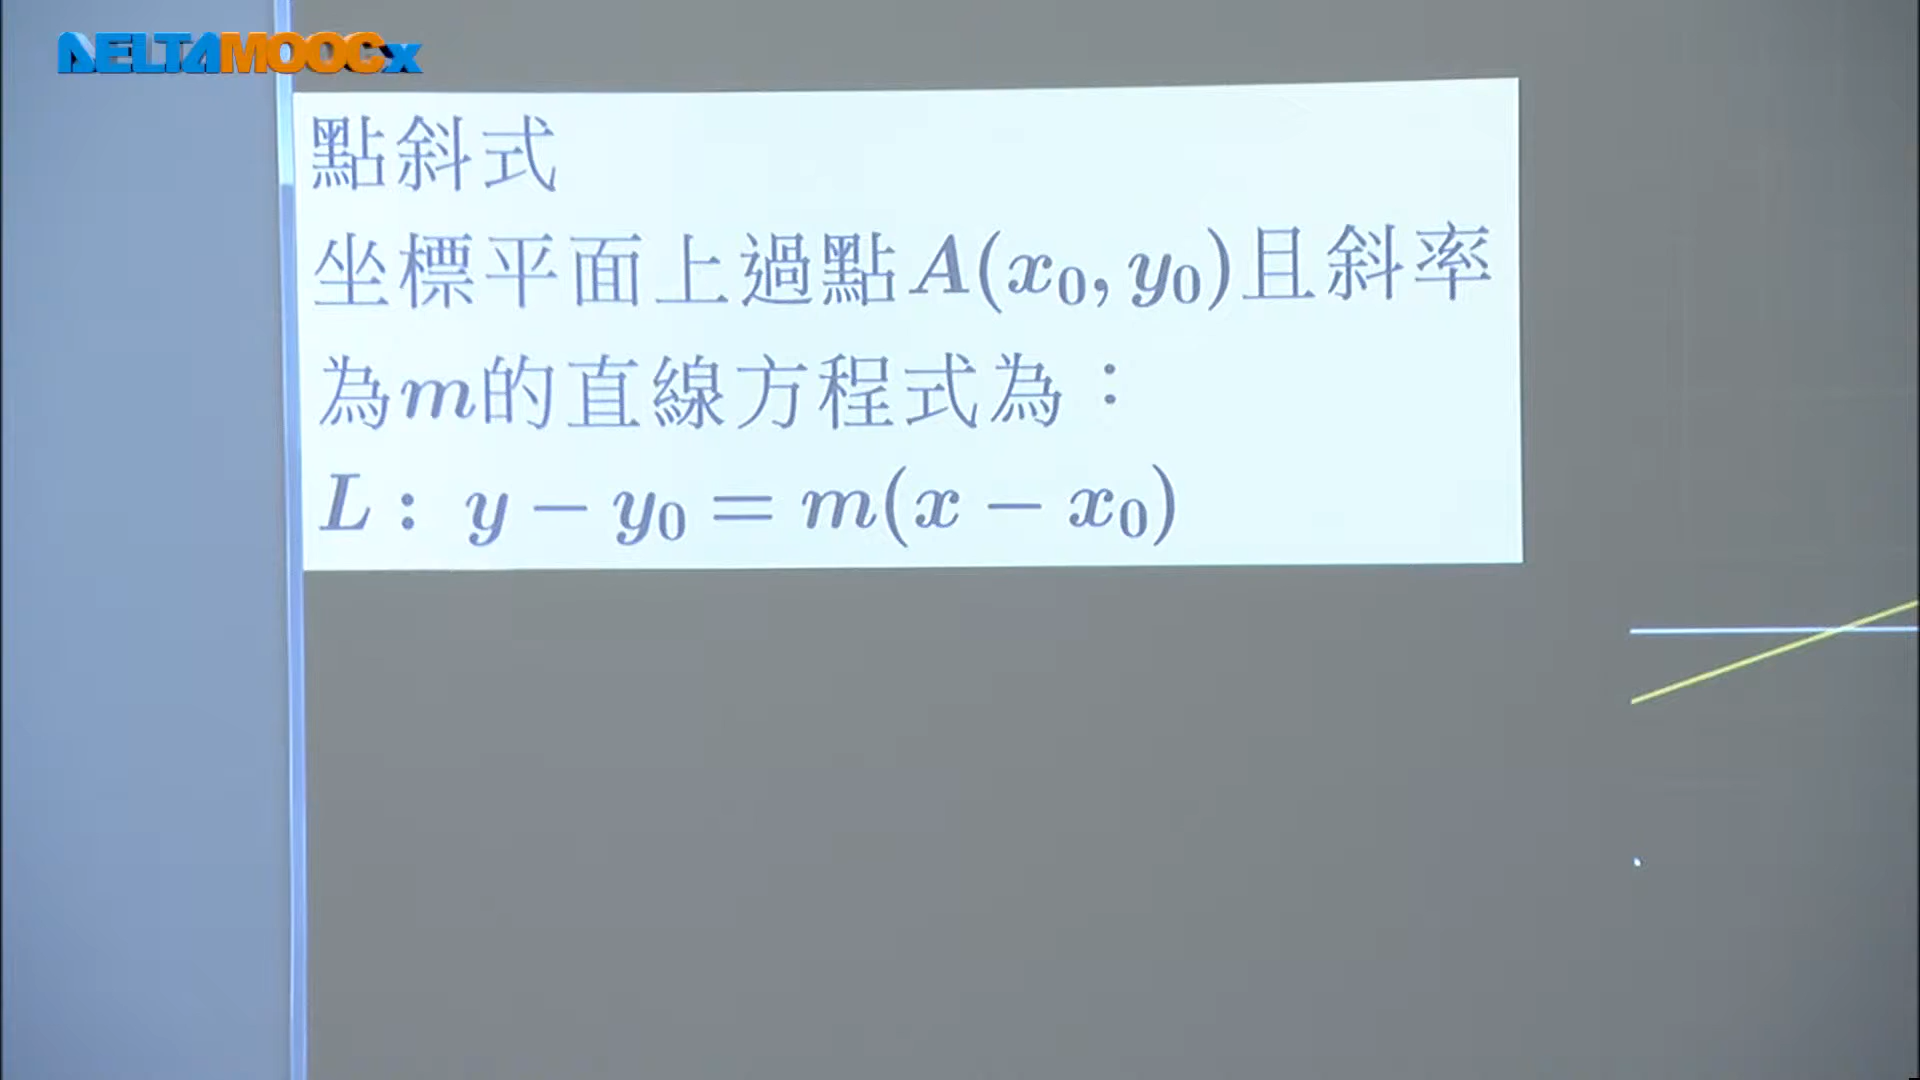 DELTAMOOCx
點斜式
坐標平面上過點A(x₀, y₀)且斜率
為m的直線方程式為：
L: y − y₀ = m(x − x₀)